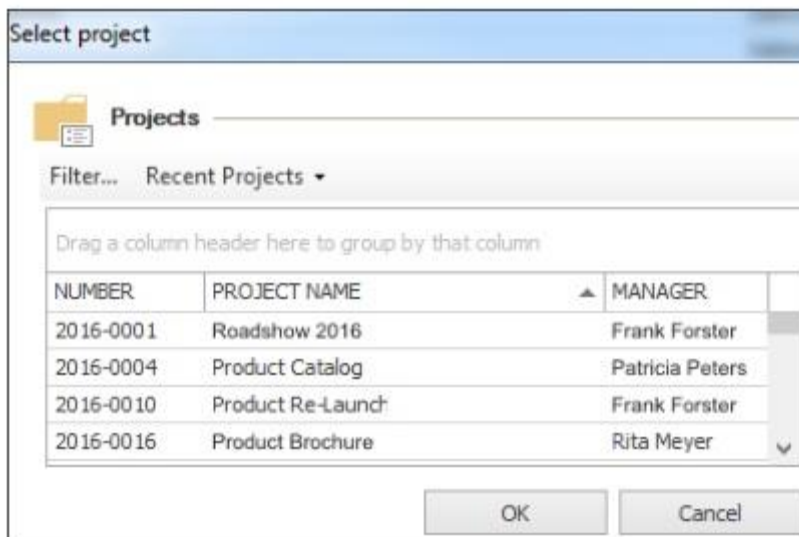 Select project
Projects
Filter... Recent Projects
Drag a column header here to group by that column
NUMBER PROJECT NAME MANAGER
2016-0001 Roadshow 2016 Frank Forster
2016-0004 Product Catalog Patricia Peters
2016-0010 Product Re-Launch Frank Forster
2016-0016 Product Brochure Rita Meyer
OK Cancel